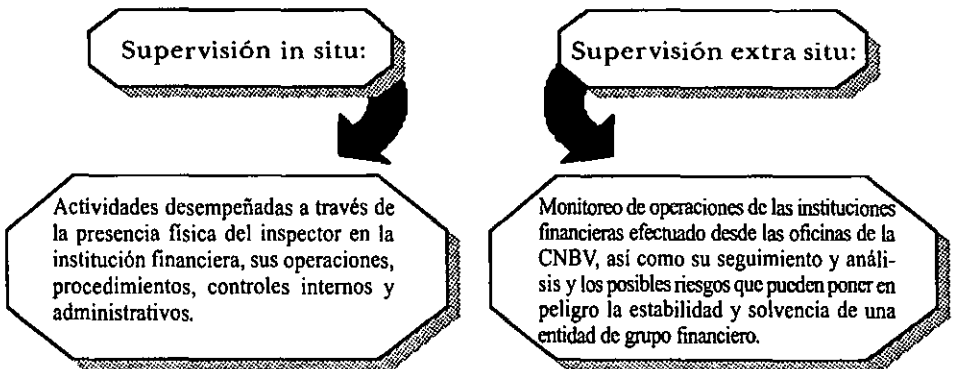 Supervisión in situ:
Actividades desempeñadas a través de
la presencia física del inspector en la
institución financiera, sus operaciones,
procedimientos, controles internos y
administrativos.
Supervisión extra situ:
Monitoreo de operaciones de las instituciones
financieras efectuado desde las oficinas de la
CNBV, así como su seguimiento y análi-
sis y los posibles riesgos que pueden poner en
peligro la estabilidad y solvencia de una
entidad de grupo financiero.